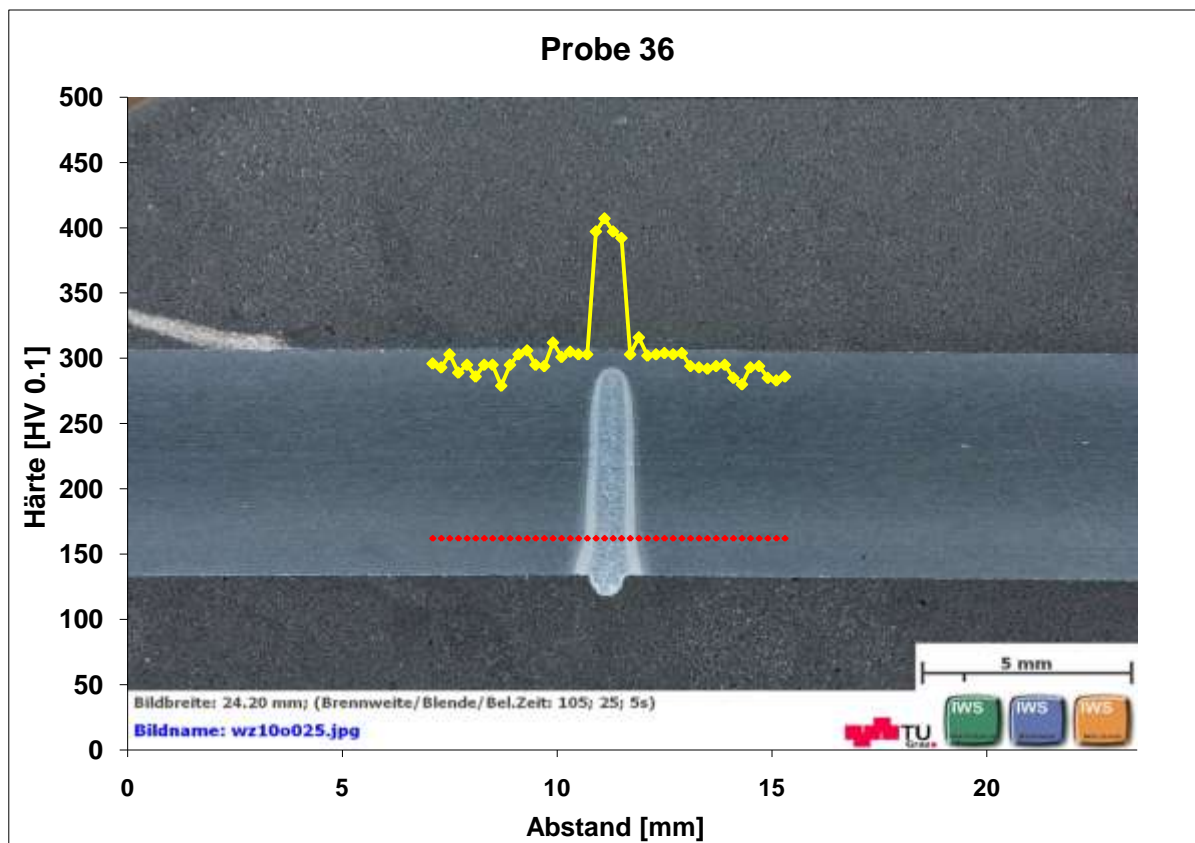 Probe 36
500
450
400
350
300
250
200
150
100
50
0
Härte [HV 0.1]
0 5 10 15 20
Abstand [mm]
5 mm
Bildbreite: 24.20 mm; (Brennweite/Blende/Bel.Zeit: 105; 25; 5s)
Bildname: wz10o025.jpg
TU
Graz
IWS IWS IWS